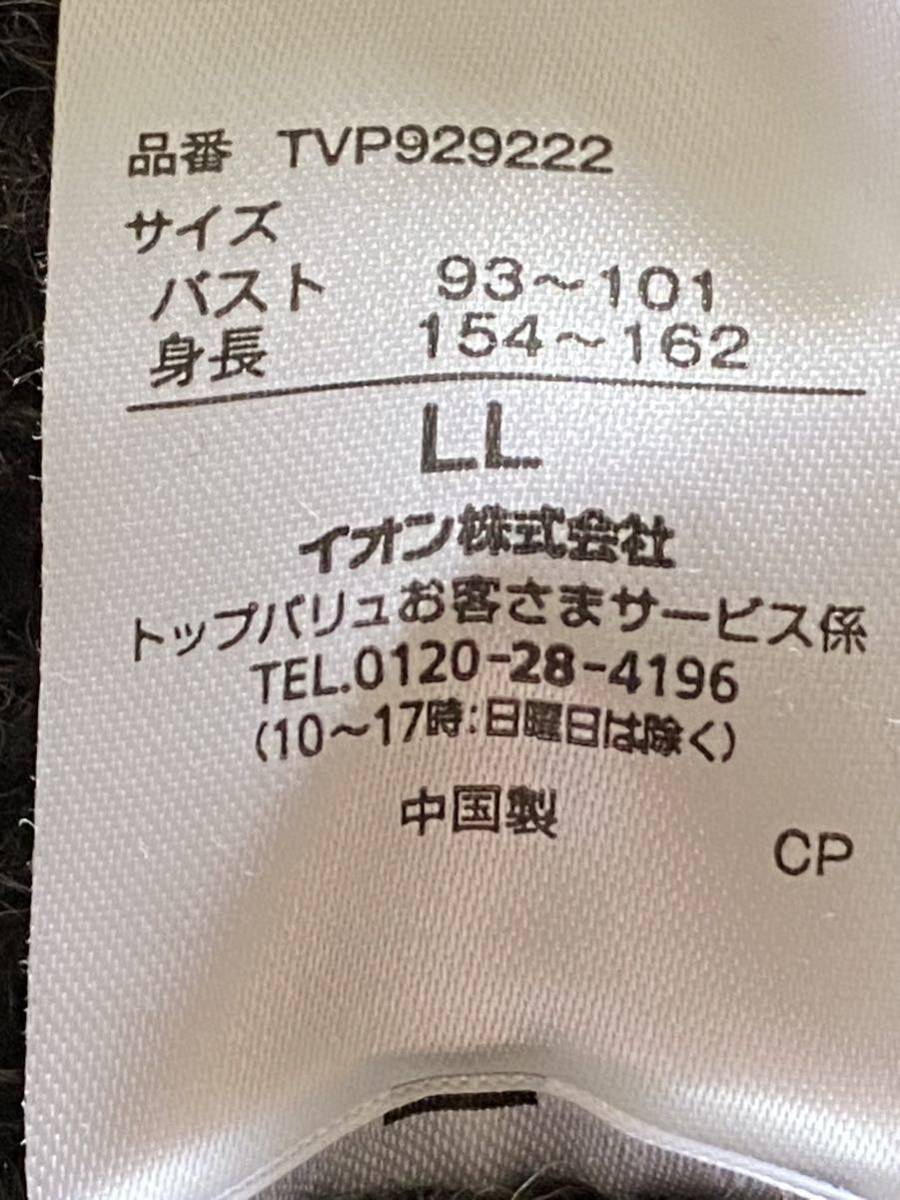 品番 TVP929222
サイズ
バスト 93～101
身長 154～162
LL
イオン株式会社
トップバリュお客さまサービス係
TEL.0120-28-4196
(10～17時:日曜日は除く)
中国製
CP